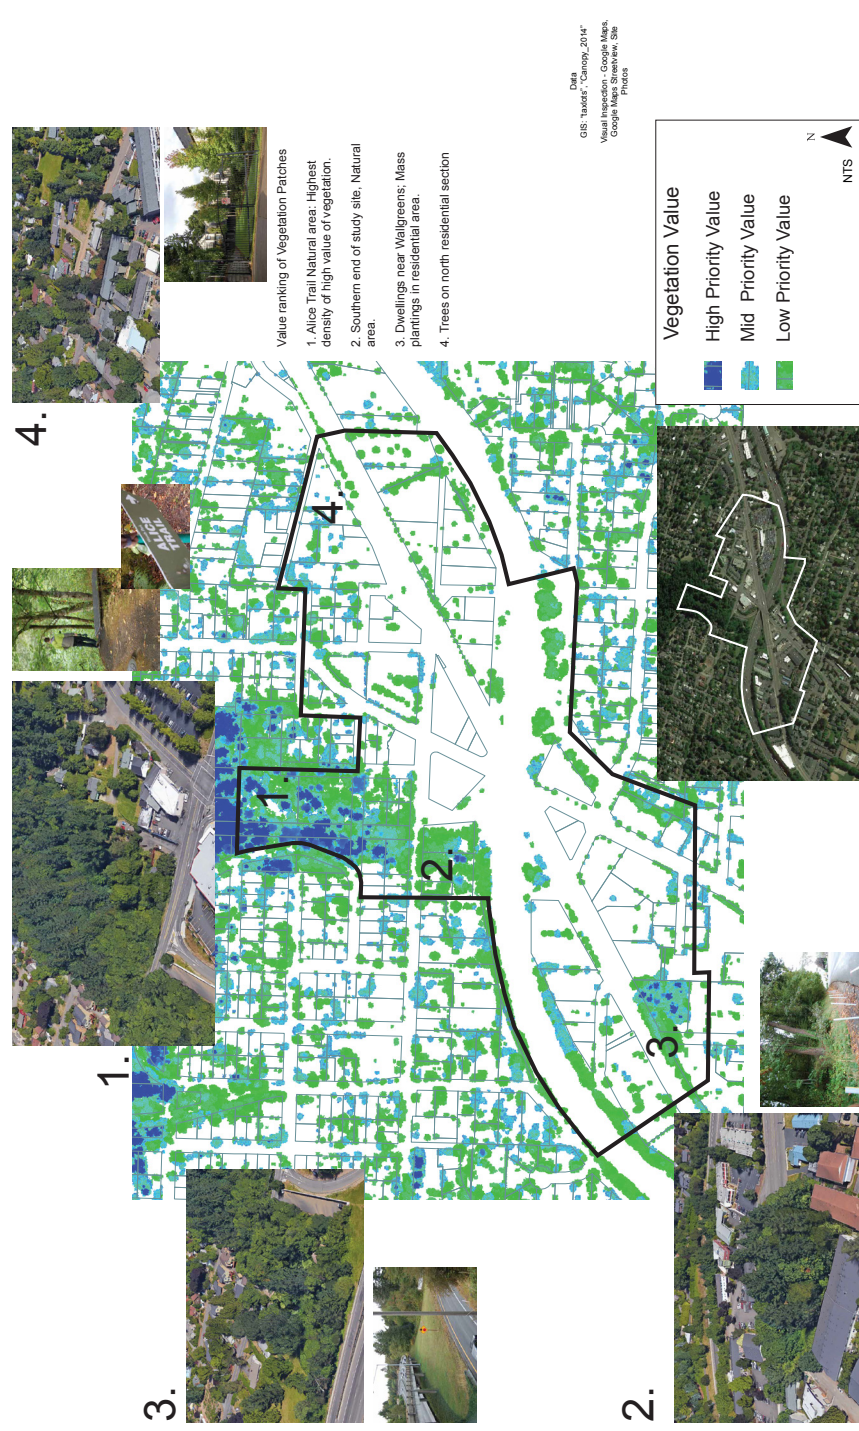 4.
1.
3.
ALICE
TRAIL
1.
4.
2.
3.
2.
Value ranking of Vegetation Patches
1. Alice Trail Natural area: Highest
density of high value of vegetation.
2. Southern end of study site, Natural
area.
3. Dwellings near Wallgreens; Mass
plantings in residential area.
4. Trees on north residential section
Data
GIS: "taxlots", "Canopy_2014"
Visual Inspection - Google Maps,
Google Maps Streetview, Site
Photos
Vegetation Value
High Priority Value
Mid Priority Value
Low Priority Value
N
NTS